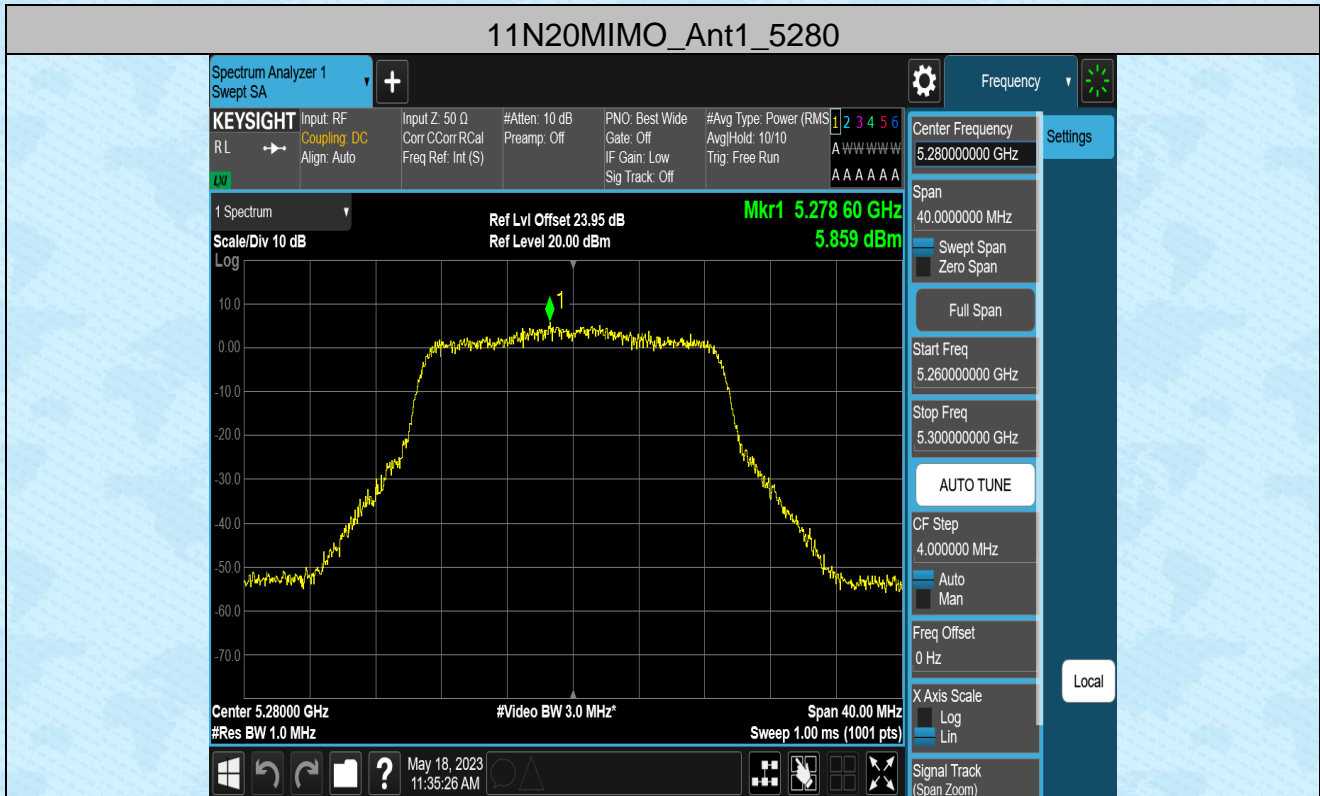 11N20MIMO_Ant1_5280
Spectrum Analyzer 1
Swept SA
Frequency
KEYSIGHT
R L
LXI
Input: RF
Coupling: DC
Align: Auto
Input Z: 50 Ω
Corr CCorr RCal
Freq Ref: Int (S)
#Atten: 10 dB
Preamp: Off
PNO: Best Wide
Gate: Off
IF Gain: Low
Sig Track: Off
#Avg Type: Power (RMS
Avg|Hold: 10/10
Trig: Free Run
1 2 3 4 5 6
A W W W W W
A A A A A A
1 Spectrum
Scale/Div 10 dB
Log
Ref Lvl Offset 23.95 dB
Ref Level 20.00 dBm
Mkr1 5.278 60 GHz
5.859 dBm
1
10.0
0.00
-10.0
-20.0
-30.0
-40.0
-50.0
-60.0
-70.0
Center 5.28000 GHz
#Res BW 1.0 MHz
#Video BW 3.0 MHz*
Span 40.00 MHz
Sweep 1.00 ms (1001 pts)
?
May 18, 2023
11:35:26 AM
Center Frequency
5.280000000 GHz
Settings
Span
40.0000000 MHz
Swept Span
Zero Span
Full Span
Start Freq
5.260000000 GHz
Stop Freq
5.300000000 GHz
AUTO TUNE
CF Step
4.000000 MHz
Auto
Man
Freq Offset
0 Hz
X Axis Scale
Log
Lin
Local
Signal Track
(Span Zoom)